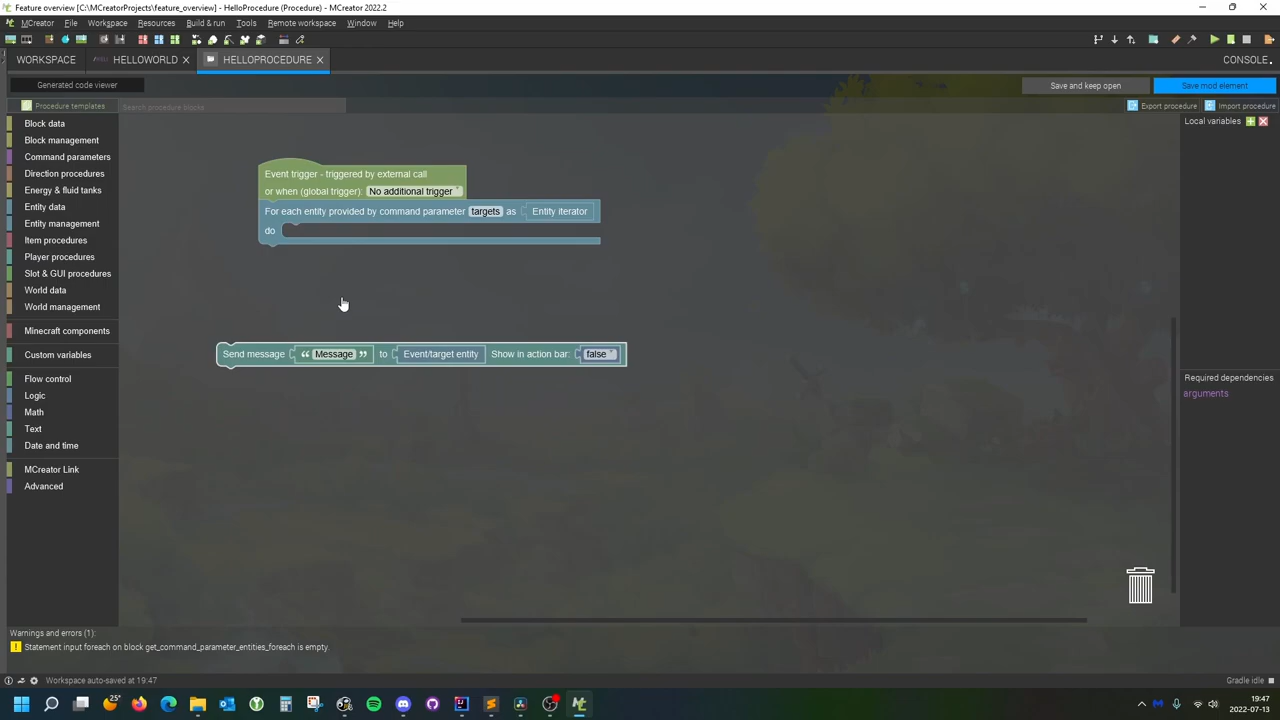 Feature overview [C:\MCreatorProjects\feature_overview] - HelloProcedure (Procedure) - MCreator 2022.2
MCreator File Workspace Resources Build & run Tools Remote workspace Window Help
WORKSPACE HELLOWORLD HELLOPROCEDURE CONSOLE
Generated code viewer Save and keep open Save mod element
Procedure templates Search procedure blocks Export procedure Import procedure
Block data
Block management
Command parameters
Direction procedures
Energy & fluid tanks
Entity data
Entity management
Item procedures
Player procedures
Slot & GUI procedures
World data
World management
Minecraft components
Custom variables
Flow control
Logic
Math
Text
Date and time
MCreator Link
Advanced
Event trigger - triggered by external call
or when (global trigger): No additional trigger
For each entity provided by command parameter targets as Entity iterator
do
Send message “ Message ” to Event/target entity Show in action bar: false
Local variables
Required dependencies
arguments
Warnings and errors (1):
Statement input foreach on block get_command_parameter_entities_foreach is empty.
Workspace auto-saved at 19:47 Gradle idle
25°
19:47
2022-07-13